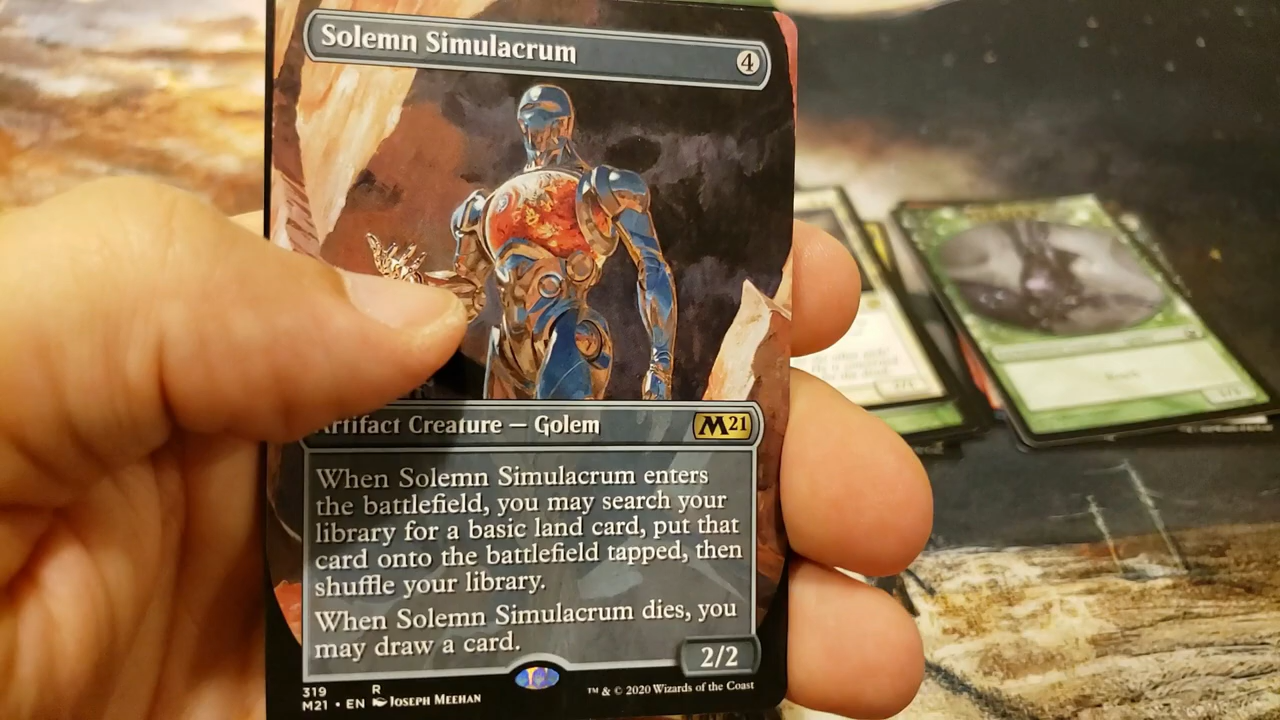 Solemn Simulacrum
4
Artifact Creature — Golem
M21
When Solemn Simulacrum enters
the battlefield, you may search your
library for a basic land card, put that
card onto the battlefield tapped, then
shuffle your library.
When Solemn Simulacrum dies, you
may draw a card.
2/2
319 R
M21 • EN Joseph Meehan
™ & © 2020 Wizards of the Coast